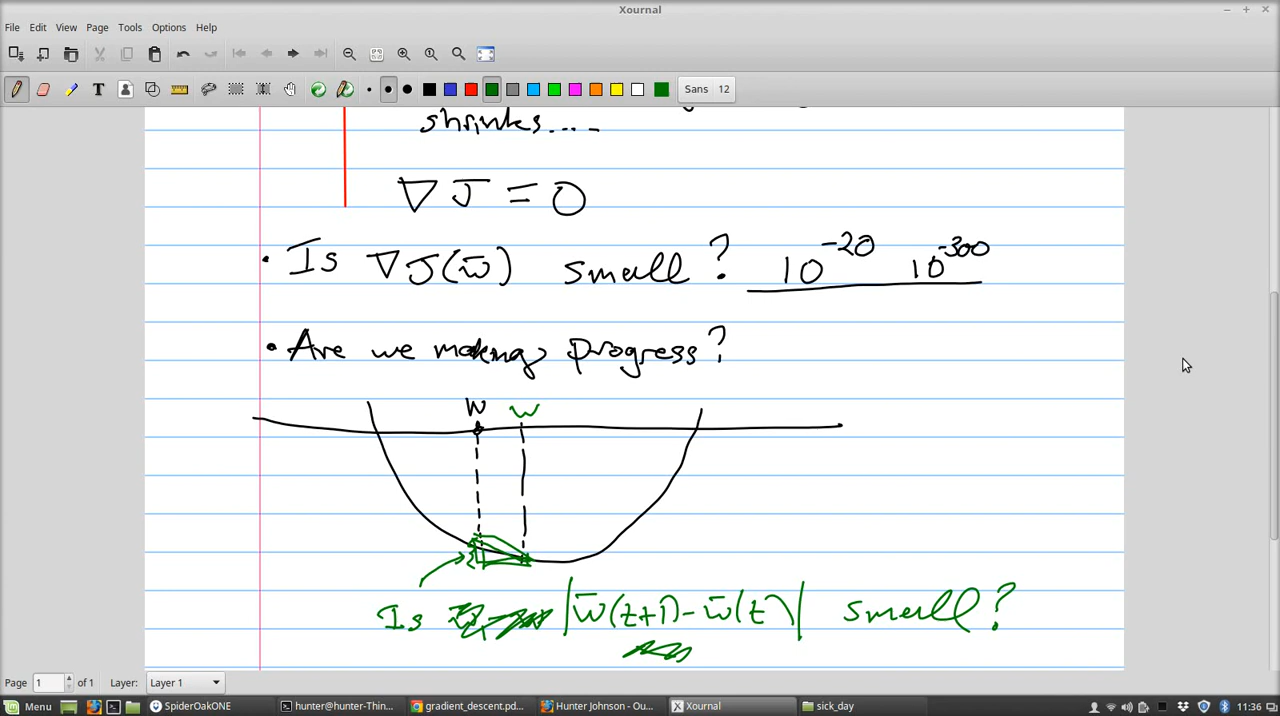 Xournal
File Edit View Page Tools Options Help
Sans 12
shrinks....
∇J = 0
• Is ∇J(w̄) small? 10^-20 10^-300
• Are we making progress?
w w
Is |w̄(t+1) - w̄(t)| small?
Page 1 of 1 Layer: Layer 1
Menu SpiderOakONE hunter@hunter-Thin... gradient_descent.pd... Hunter Johnson - Ou... Xournal sick_day 11:36